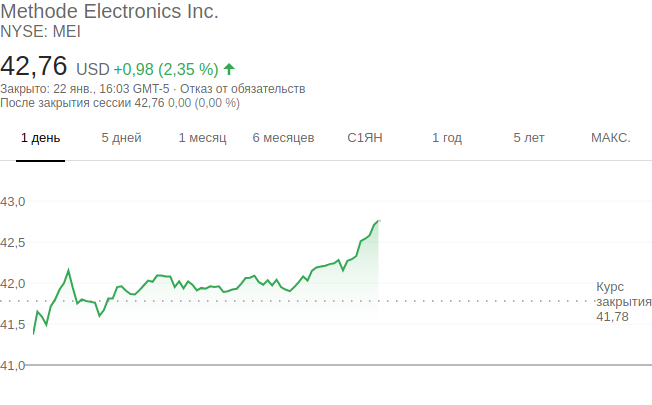 Methode Electronics Inc.
NYSE: MEI
42,76 USD +0,98 (2,35 %)
Закрыто: 22 янв., 16:03 GMT-5 · Отказ от обязательств
После закрытия сессии 42,76 0,00 (0,00 %)
1 день 5 дней 1 месяц 6 месяцев С1ЯН 1 год 5 лет МАКС.
43,0
42,5
42,0
Курс
закрытия
41,78
41,5
41,0